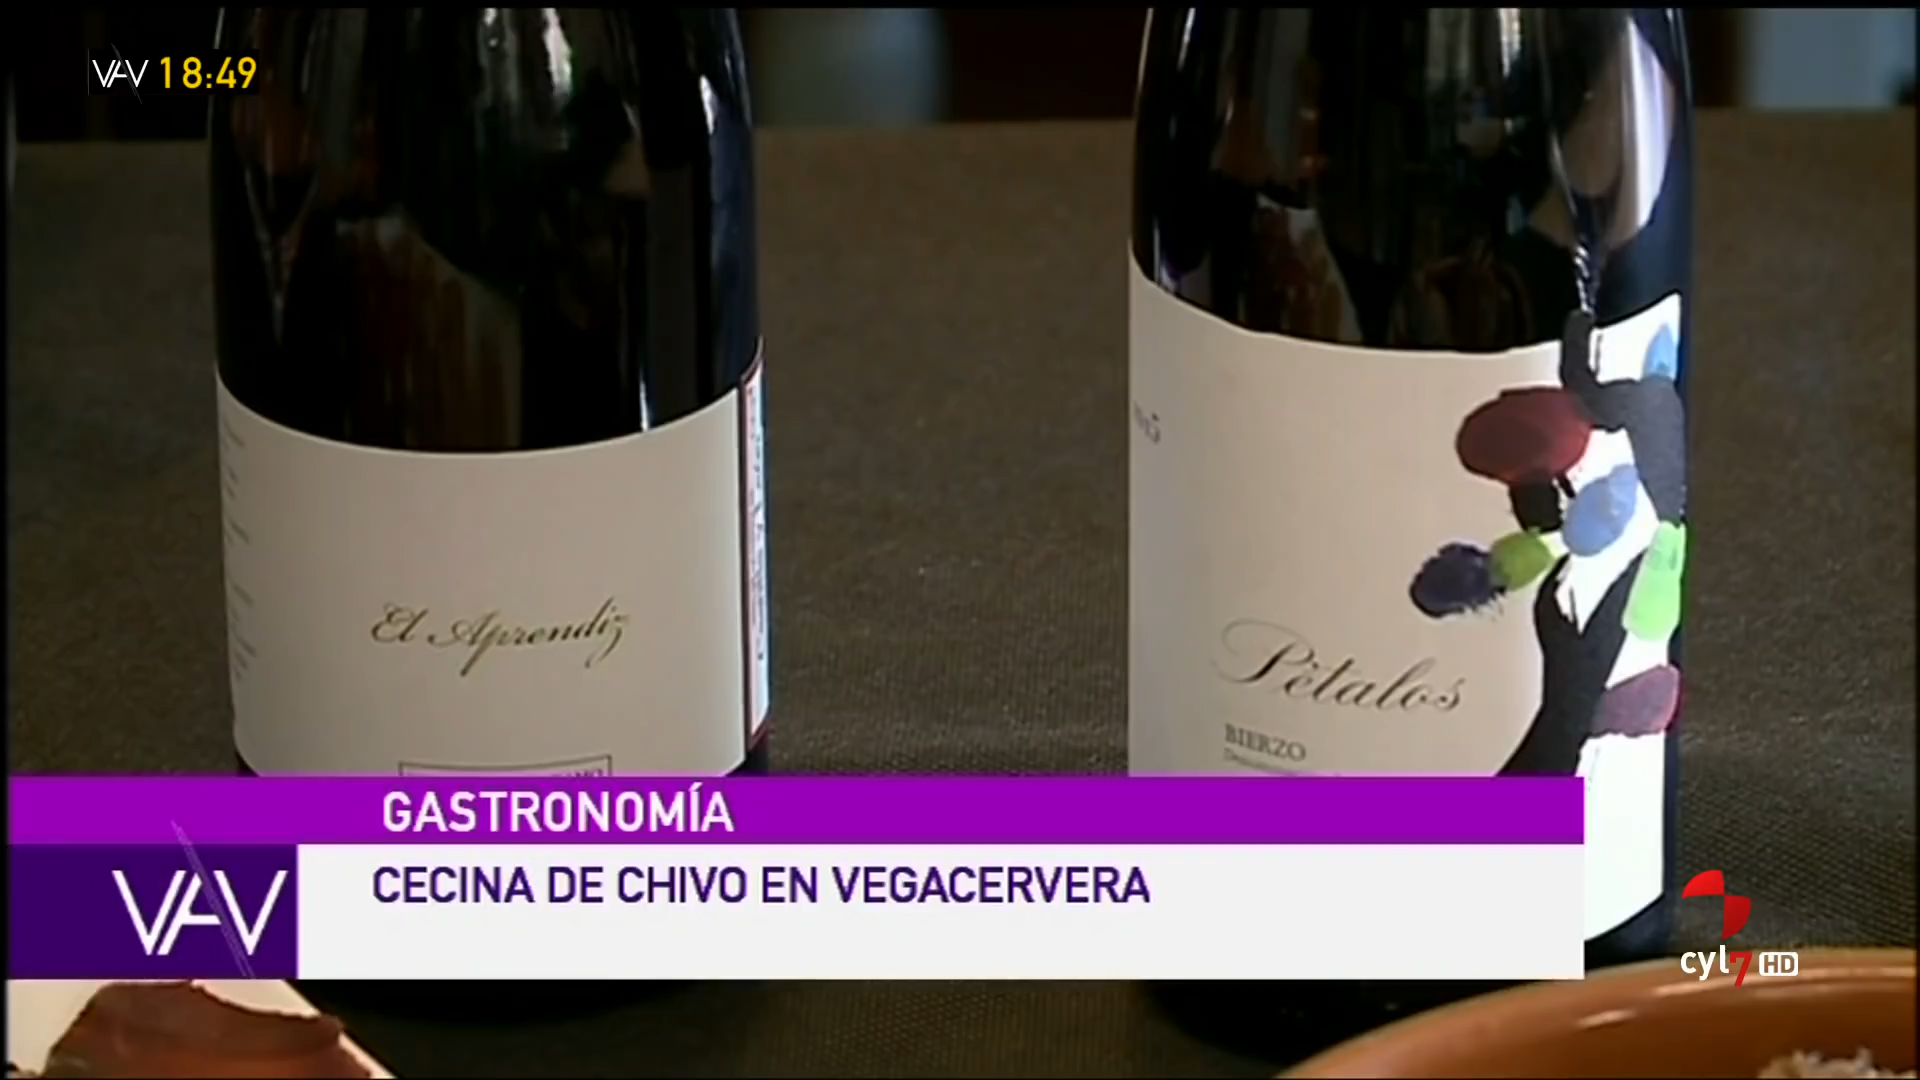 VAV 18:49
El Aprendiz
Pétalos
BIERZO
GASTRONOMÍA
VAV
CECINA DE CHIVO EN VEGACERVERA
cyl7 HD